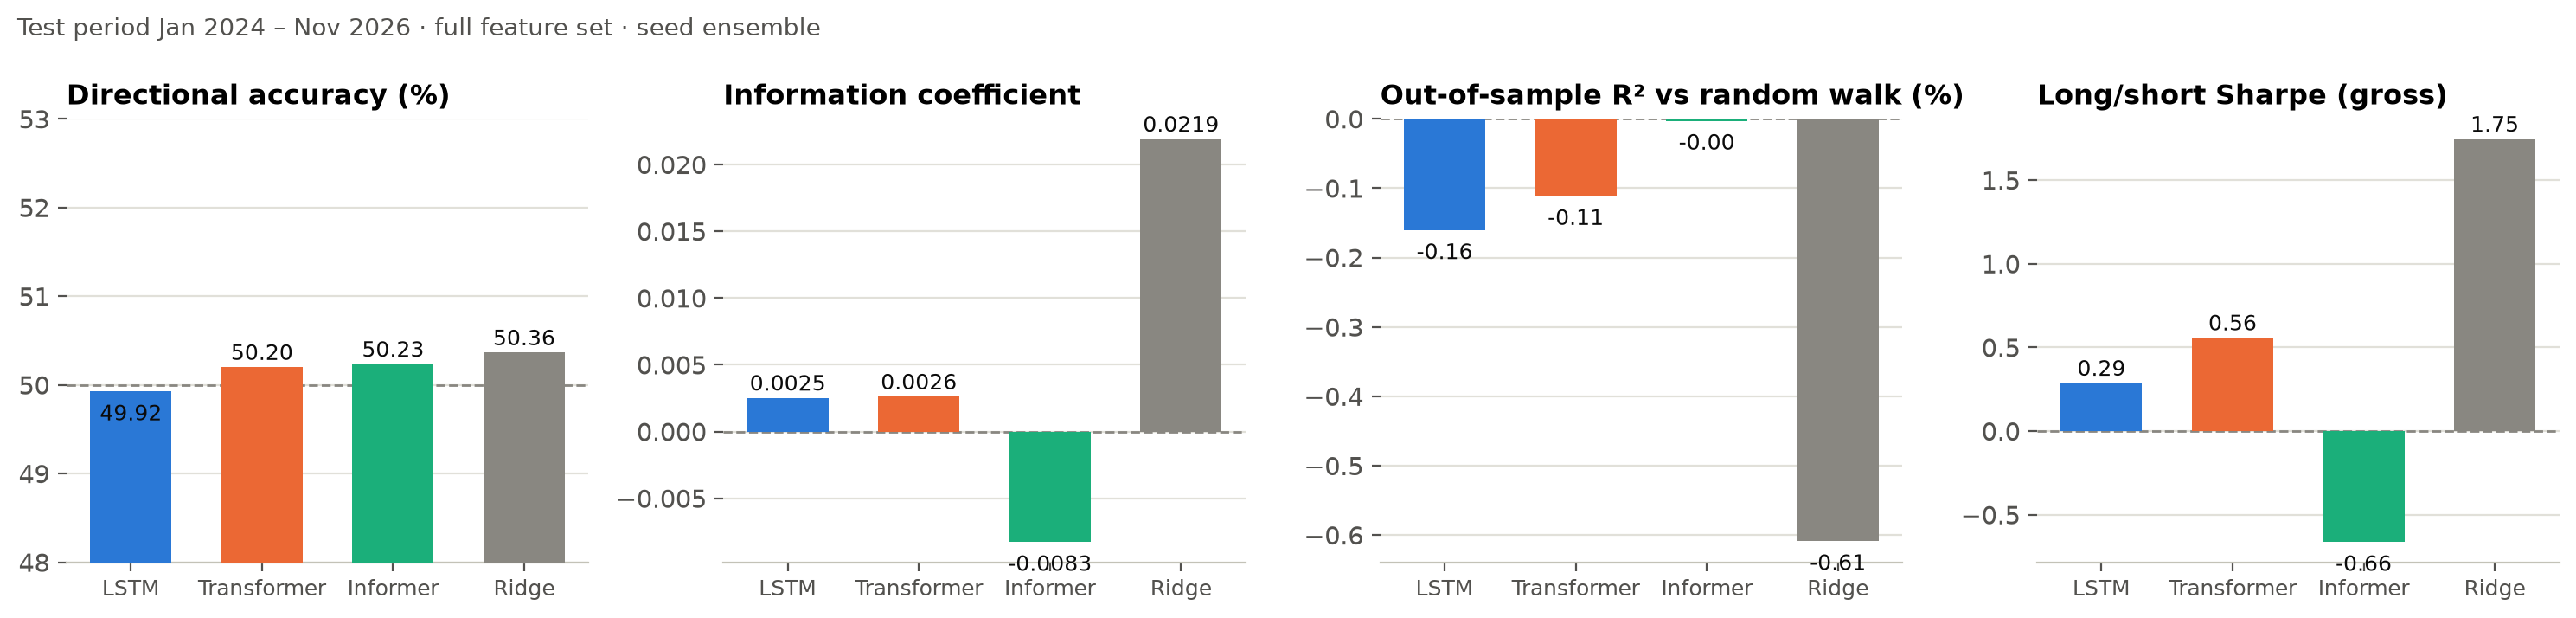 Test period Jan 2024 – Nov 2026 · full feature set · seed ensemble
Directional accuracy (%)
53
52
51
50
49
48
49.92
50.20
50.23
50.36
LSTM
Transformer
Informer
Ridge
Information coefficient
0.020
0.015
0.010
0.005
0.000
−0.005
0.0025
0.0026
-0.0083
0.0219
LSTM
Transformer
Informer
Ridge
Out-of-sample R² vs random walk (%)
0.0
−0.1
−0.2
−0.3
−0.4
−0.5
−0.6
-0.16
-0.11
-0.00
-0.61
LSTM
Transformer
Informer
Ridge
Long/short Sharpe (gross)
1.5
1.0
0.5
0.0
−0.5
0.29
0.56
-0.66
1.75
LSTM
Transformer
Informer
Ridge